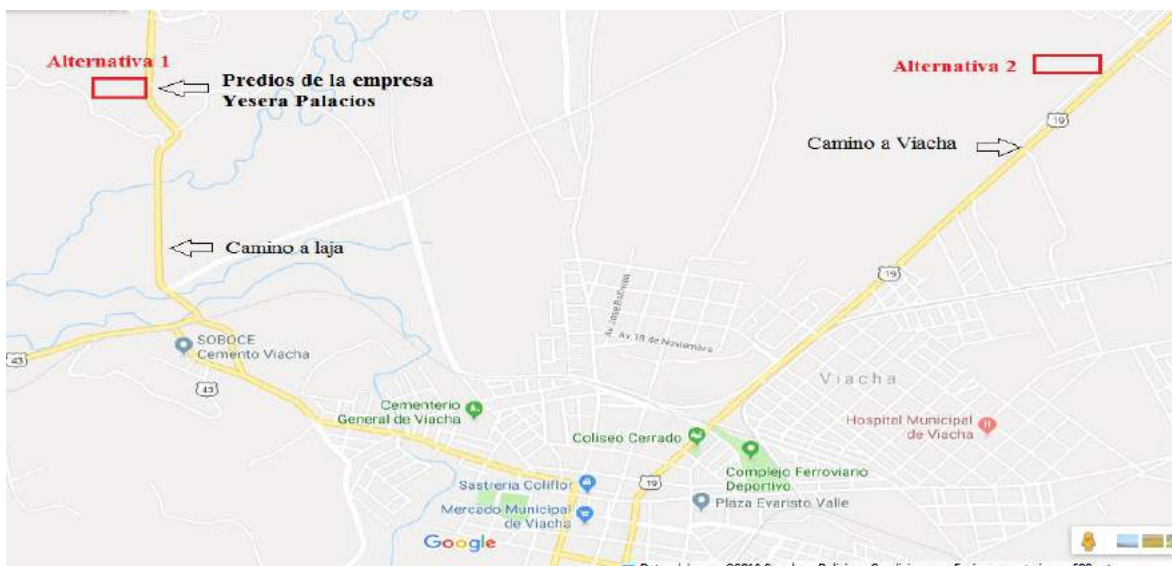 Alternativa 1
Predios de la empresa
Yesera Palacios
Alternativa 2
19
Camino a Viacha
Camino a laja
19
Av. 18 de Noviembre
SOBOCE
Cemento Viacha
43
43
Viacha
Cementerio
General de Viacha
Hospital Municipal
de Viacha
Coliseo Cerrado
Complejo Ferroviario
Deportivo
Sastreria Coliflor
19
Plaza Evaristo Valle
Mercado Municipal
de Viacha
Google